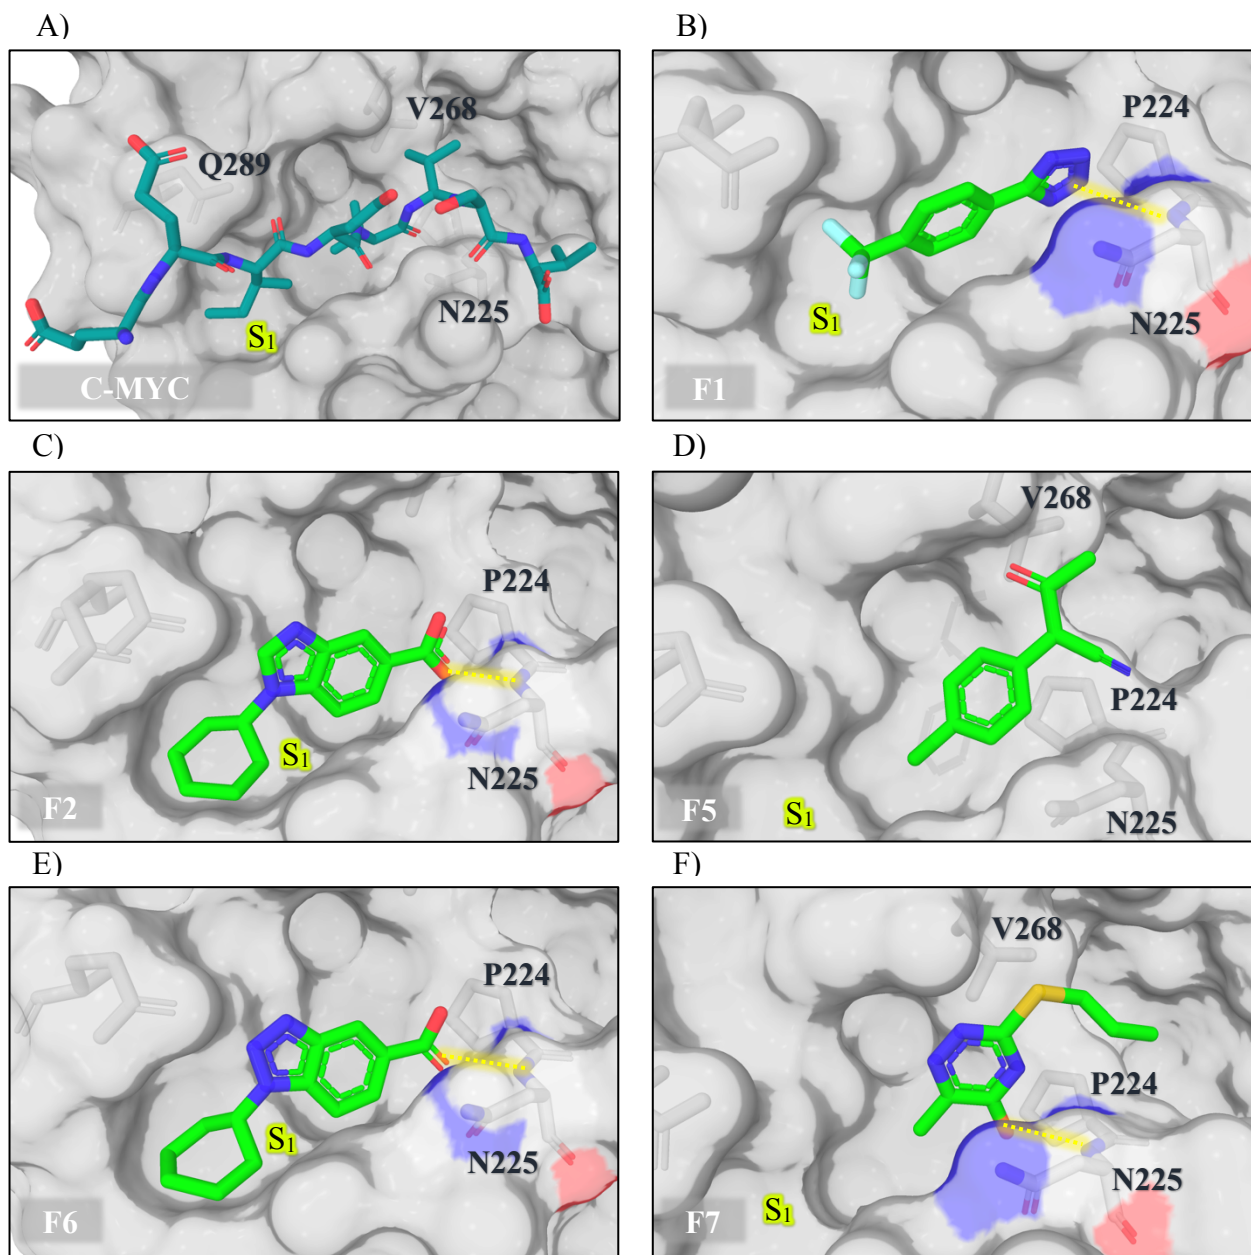 A)
B)
V268
Q289
N225
S₁
C-MYC
P224
N225
S₁
F1
C)
D)
P224
S₁
N225
F2
V268
P224
S₁
N225
F5
E)
F)
P224
S₁
N225
F6
V268
P224
N225
S₁
F7